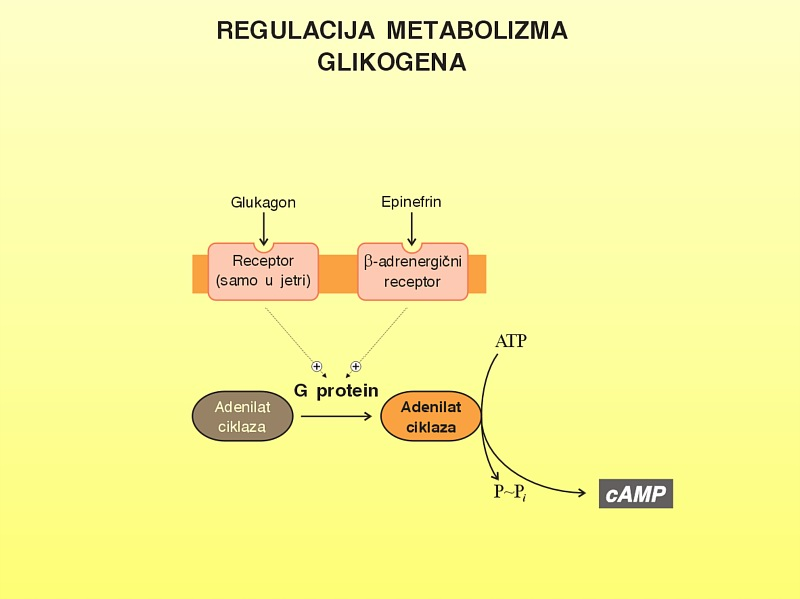 REGULACIJA METABOLIZMA
GLIKOGENA
Glukagon
Epinefrin
Receptor
(samo u jetri)
β-adrenergični
receptor
+
+
ATP
G protein
Adenilat
ciklaza
Adenilat
ciklaza
P~Pi
cAMP